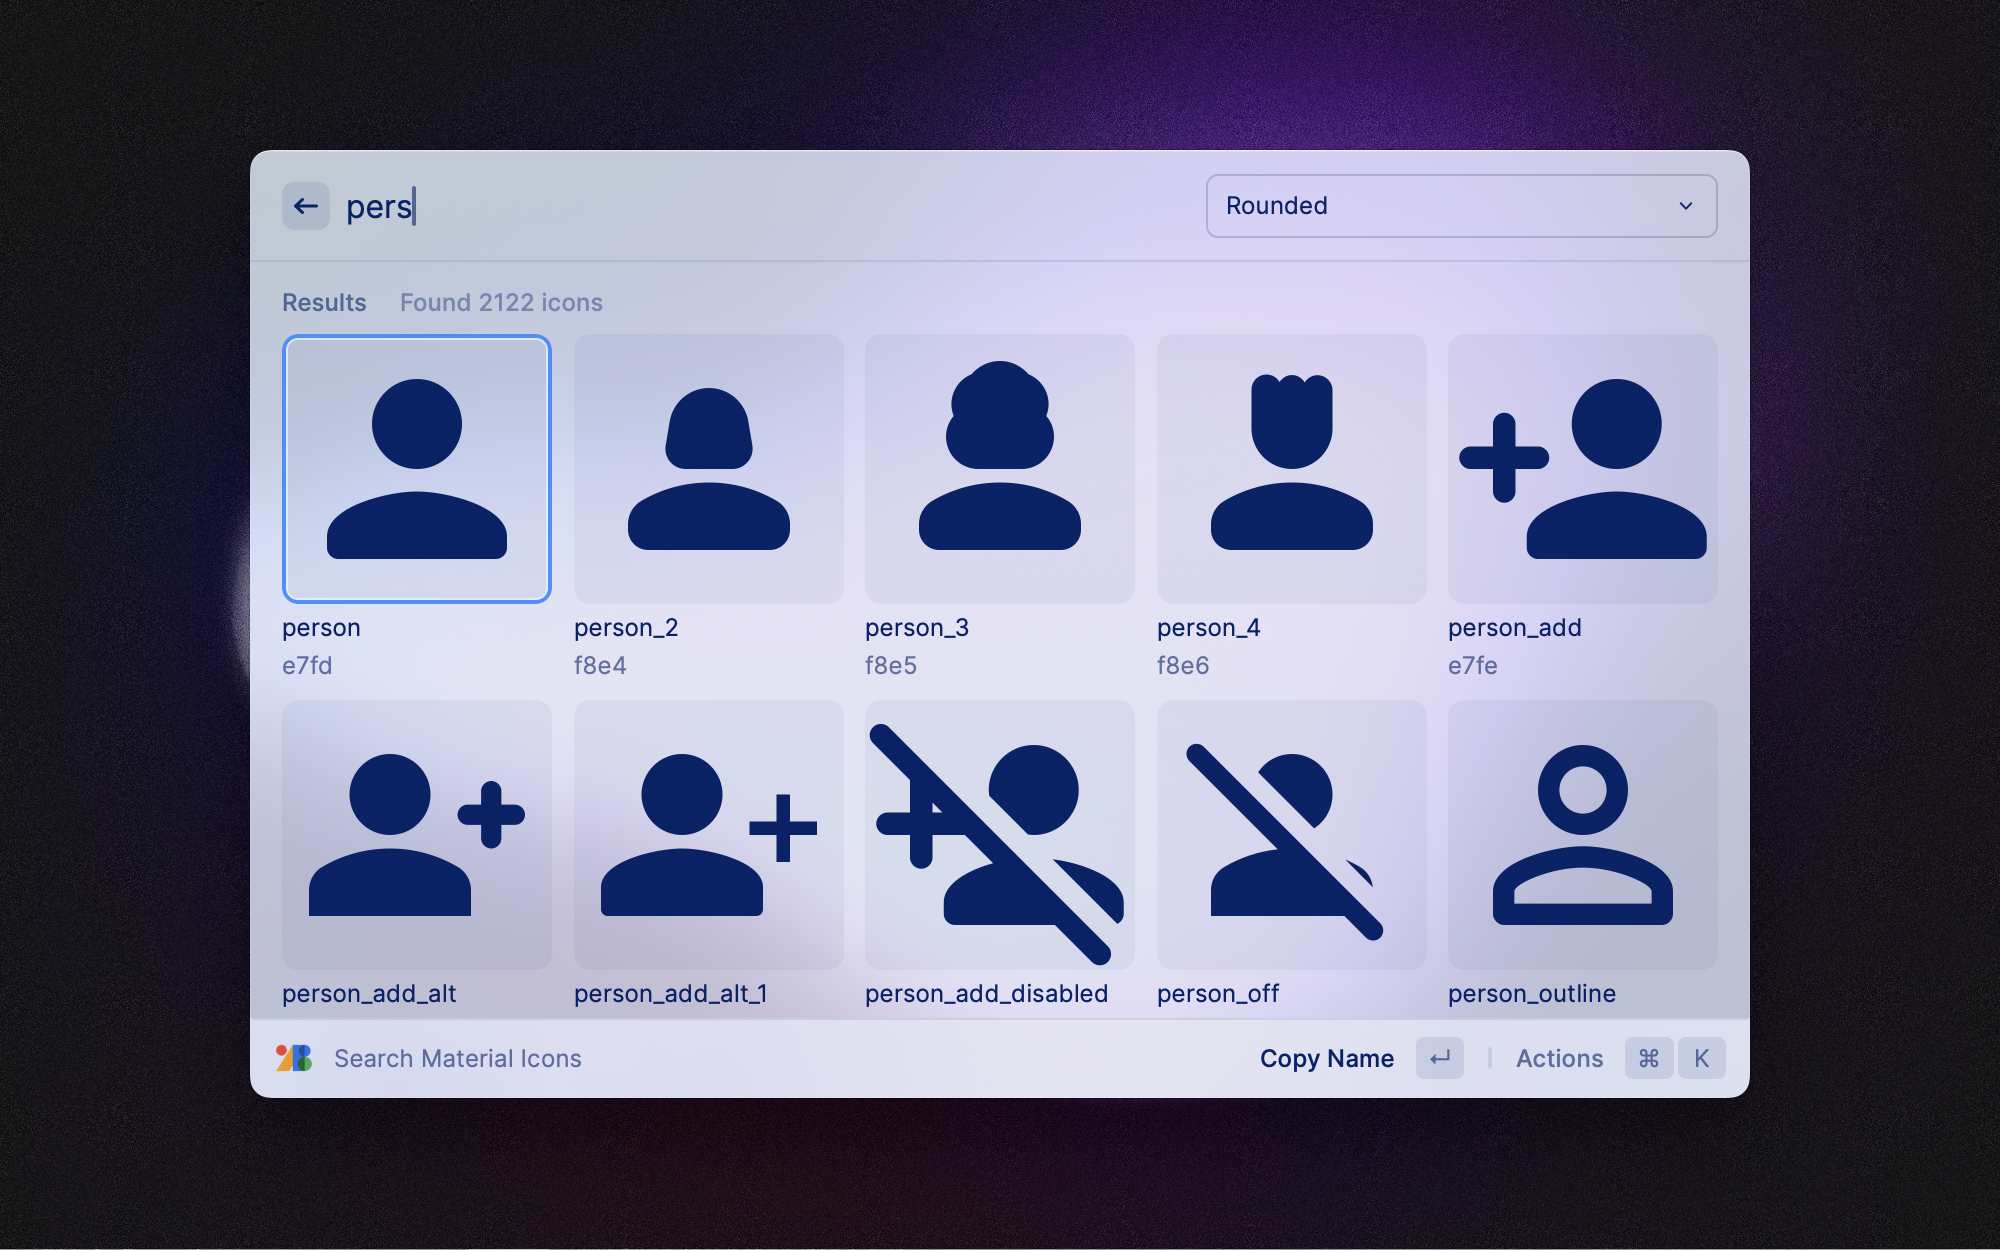 pers
Rounded
Results Found 2122 icons
person person_2 person_3 person_4 person_add
e7fd f8e4 f8e5 f8e6 e7fe
person_add_alt person_add_alt_1 person_add_disabled person_off person_outline
Search Material Icons Copy Name Actions ⌘ K